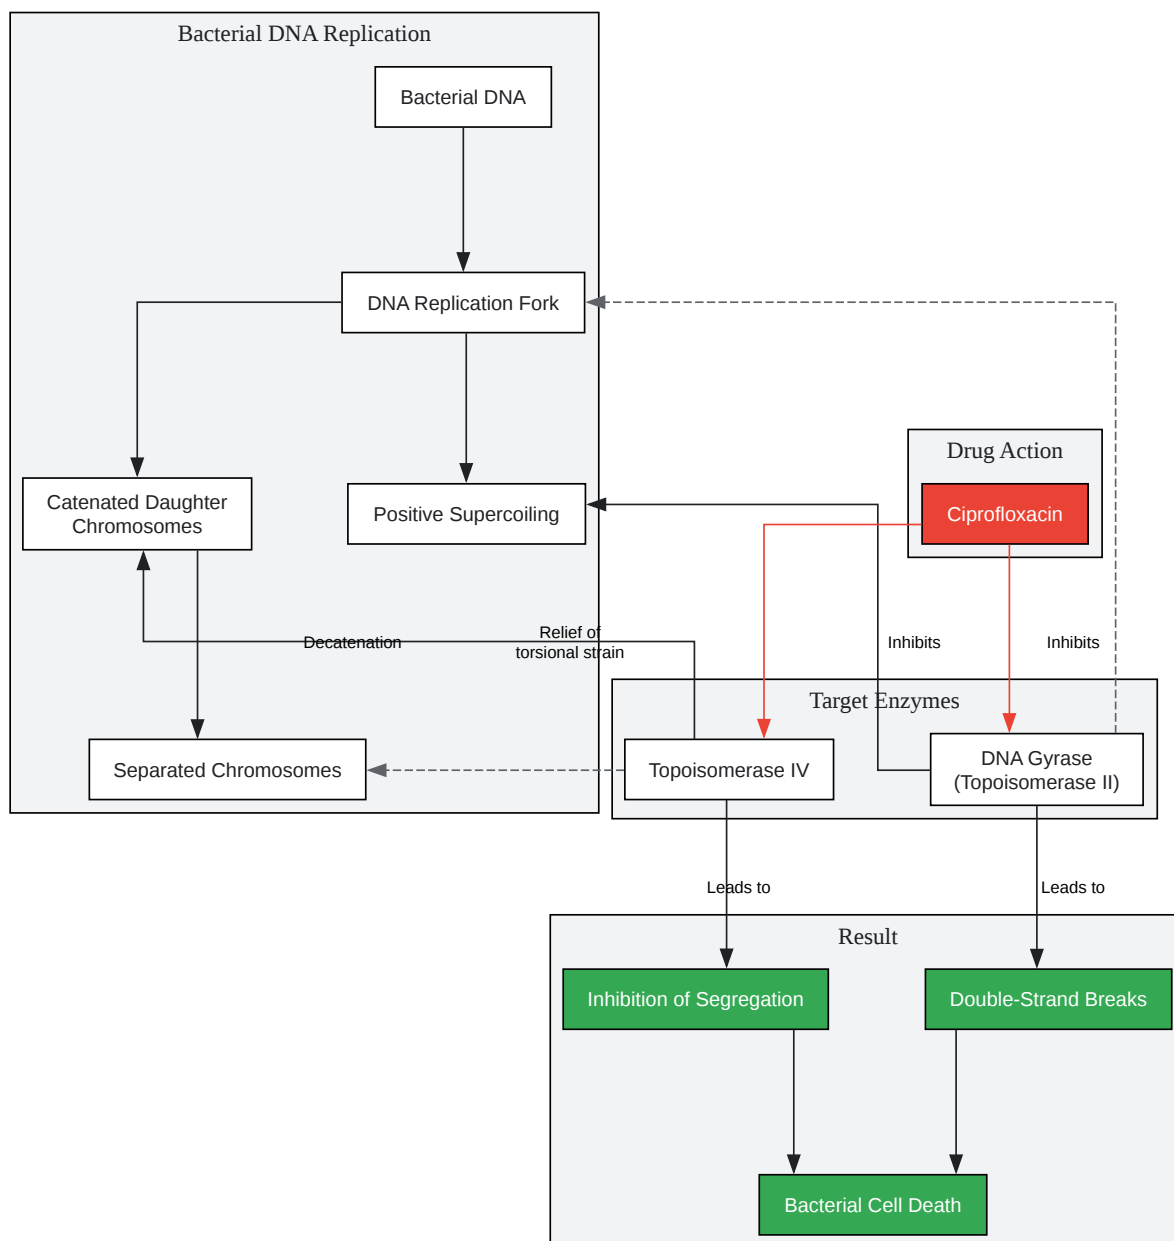 Bacterial DNA Replication
Bacterial DNA
DNA Replication Fork
Drug Action
Catenated Daughter
Chromosomes
Positive Supercoiling
Ciprofloxacin
Decatenation
Relief of
torsional strain
Inhibits
Inhibits
Target Enzymes
Separated Chromosomes
Topoisomerase IV
DNA Gyrase
(Topoisomerase II)
Leads to
Leads to
Result
Inhibition of Segregation
Double-Strand Breaks
Bacterial Cell Death